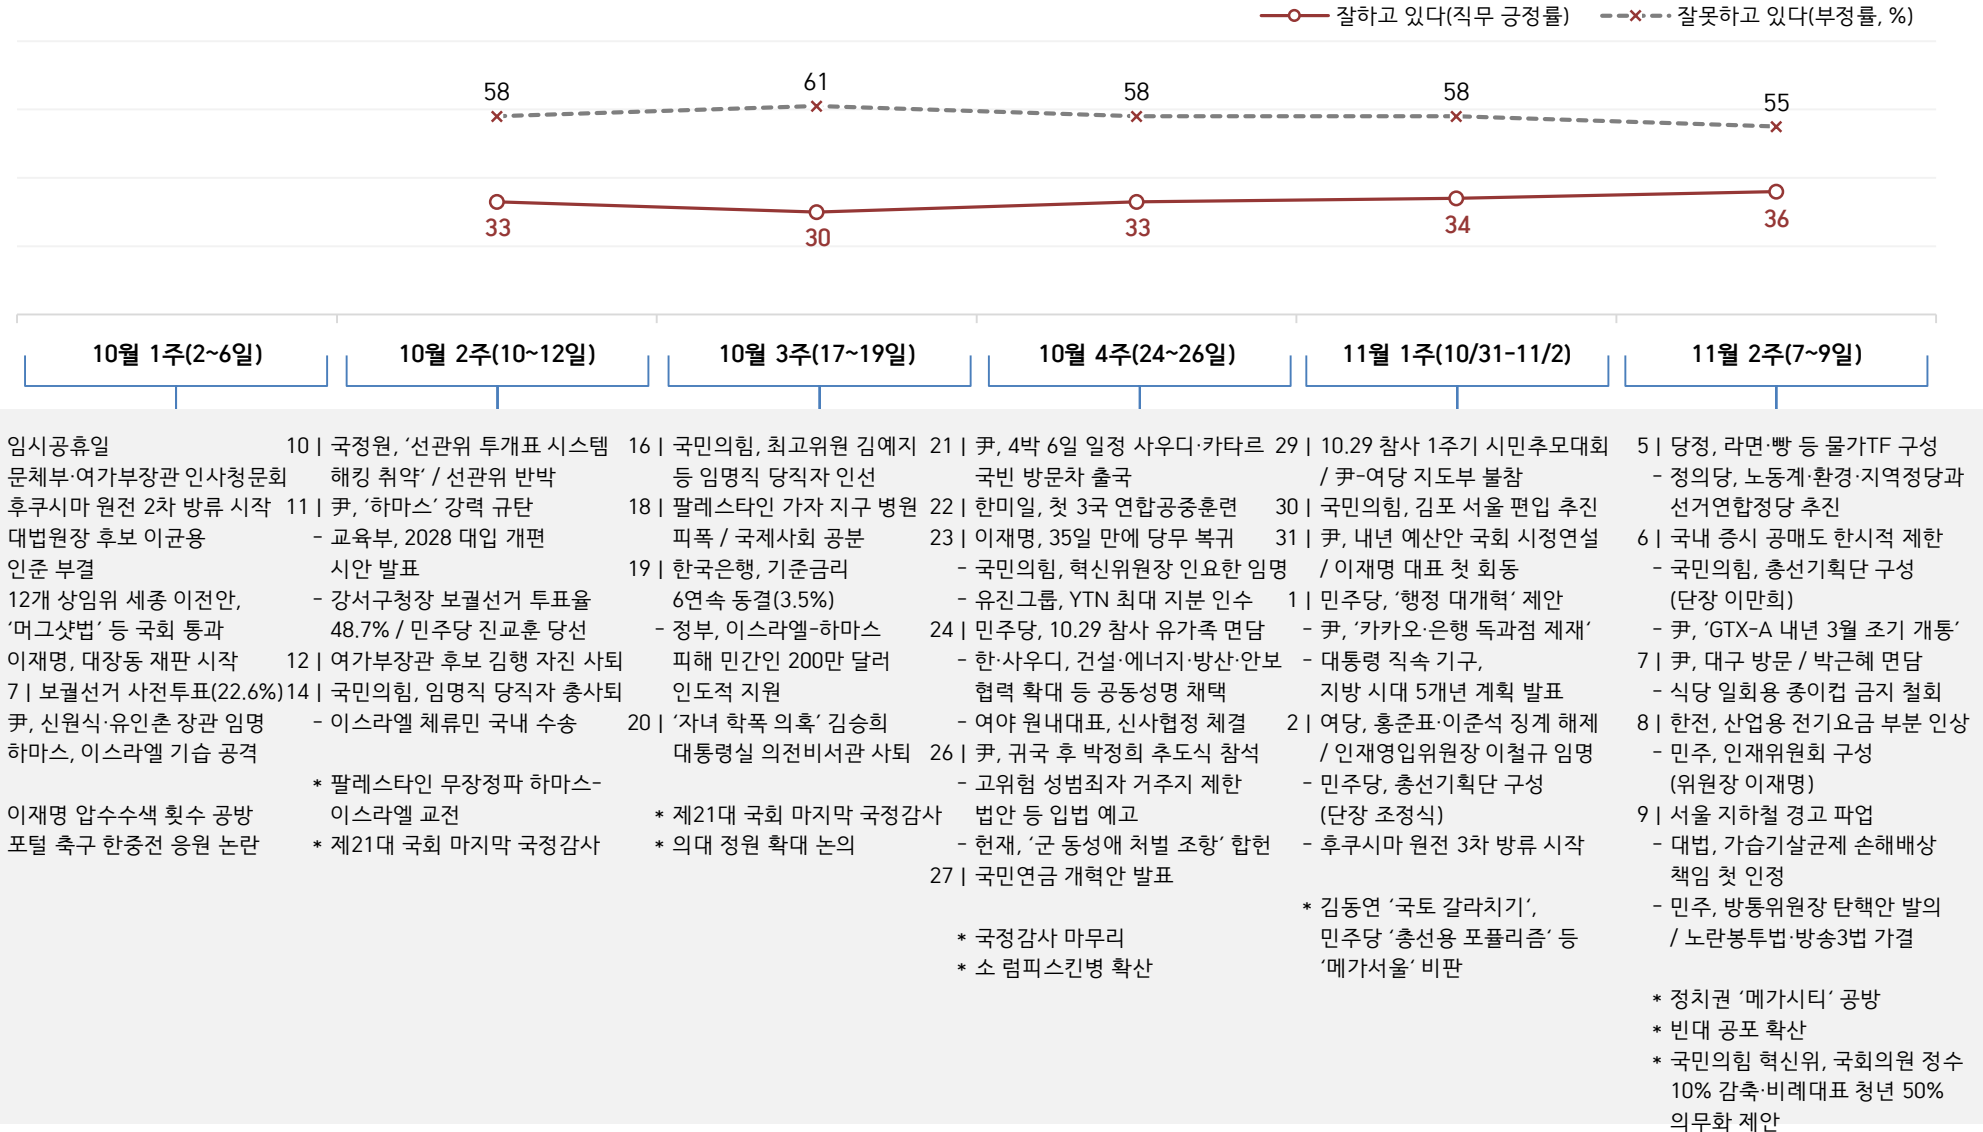 잘하고 있다(직무 긍정률)
잘못하고 있다(부정률, %)
58
61
58
58
55
33
30
33
34
36
10월 1주(2~6일)
10월 2주(10~12일)
10월 3주(17~19일)
10월 4주(24~26일)
11월 1주(10/31-11/2)
11월 2주(7~9일)
임시공휴일
문체부·여가부장관 인사청문회
후쿠시마 원전 2차 방류 시작
대법원장 후보 이균용
인준 부결
12개 상임위 세종 이전안,
‘머그샷법’ 등 국회 통과
이재명, 대장동 재판 시작
7 | 보궐선거 사전투표(22.6%)
尹, 신원식·유인촌 장관 임명
하마스, 이스라엘 기습 공격
이재명 압수수색 횟수 공방
포털 축구 한중전 응원 논란
10 | 국정원, ‘선관위 투개표 시스템
해킹 취약‘ / 선관위 반박
11 | 尹, ‘하마스’ 강력 규탄
- 교육부, 2028 대입 개편
시안 발표
- 강서구청장 보궐선거 투표율
48.7% / 민주당 진교훈 당선
12 | 여가부장관 후보 김행 자진 사퇴
14 | 국민의힘, 임명직 당직자 총사퇴
- 이스라엘 체류민 국내 수송
* 팔레스타인 무장정파 하마스-
이스라엘 교전
* 제21대 국회 마지막 국정감사
16 | 국민의힘, 최고위원 김예지
등 임명직 당직자 인선
18 | 팔레스타인 가자 지구 병원
피폭 / 국제사회 공분
19 | 한국은행, 기준금리
6연속 동결(3.5%)
- 정부, 이스라엘-하마스
피해 민간인 200만 달러
인도적 지원
20 | ‘자녀 학폭 의혹’ 김승희
대통령실 의전비서관 사퇴
* 제21대 국회 마지막 국정감사
* 의대 정원 확대 논의
21 | 尹, 4박 6일 일정 사우디·카타르
국빈 방문차 출국
22 | 한미일, 첫 3국 연합공중훈련
23 | 이재명, 35일 만에 당무 복귀
- 국민의힘, 혁신위원장 인요한 임명
- 유진그룹, YTN 최대 지분 인수
24 | 민주당, 10.29 참사 유가족 면담
- 한·사우디, 건설·에너지·방산·안보
협력 확대 등 공동성명 채택
- 여야 원내대표, 신사협정 체결
26 | 尹, 귀국 후 박정희 추도식 참석
- 고위험 성범죄자 거주지 제한
법안 등 입법 예고
- 헌재, ‘군 동성애 처벌 조항’ 합헌
27 | 국민연금 개혁안 발표
* 국정감사 마무리
* 소 럼피스킨병 확산
29 | 10.29 참사 1주기 시민추모대회
/ 尹-여당 지도부 불참
30 | 국민의힘, 김포 서울 편입 추진
31 | 尹, 내년 예산안 국회 시정연설
/ 이재명 대표 첫 회동
1 | 민주당, ‘행정 대개혁’ 제안
- 尹, ‘카카오·은행 독과점 제재‘
- 대통령 직속 기구,
지방 시대 5개년 계획 발표
2 | 여당, 홍준표·이준석 징계 해제
/ 인재영입위원장 이철규 임명
- 민주당, 총선기획단 구성
(단장 조정식)
- 후쿠시마 원전 3차 방류 시작
* 김동연 ‘국토 갈라치기‘,
민주당 ‘총선용 포퓰리즘‘ 등
‘메가서울‘ 비판
5 | 당정, 라면·빵 등 물가TF 구성
- 정의당, 노동계·환경·지역정당과
선거연합정당 추진
6 | 국내 증시 공매도 한시적 제한
- 국민의힘, 총선기획단 구성
(단장 이만희)
- 尹, ‘GTX-A 내년 3월 조기 개통’
7 | 尹, 대구 방문 / 박근혜 면담
- 식당 일회용 종이컵 금지 철회
8 | 한전, 산업용 전기요금 부분 인상
- 민주, 인재위원회 구성
(위원장 이재명)
9 | 서울 지하철 경고 파업
- 대법, 가습기살균제 손해배상
책임 첫 인정
- 민주, 방통위원장 탄핵안 발의
/ 노란봉투법·방송3법 가결
* 정치권 ‘메가시티‘ 공방
* 빈대 공포 확산
* 국민의힘 혁신위, 국회의원 정수
10% 감축·비례대표 청년 50%
의무화 제안